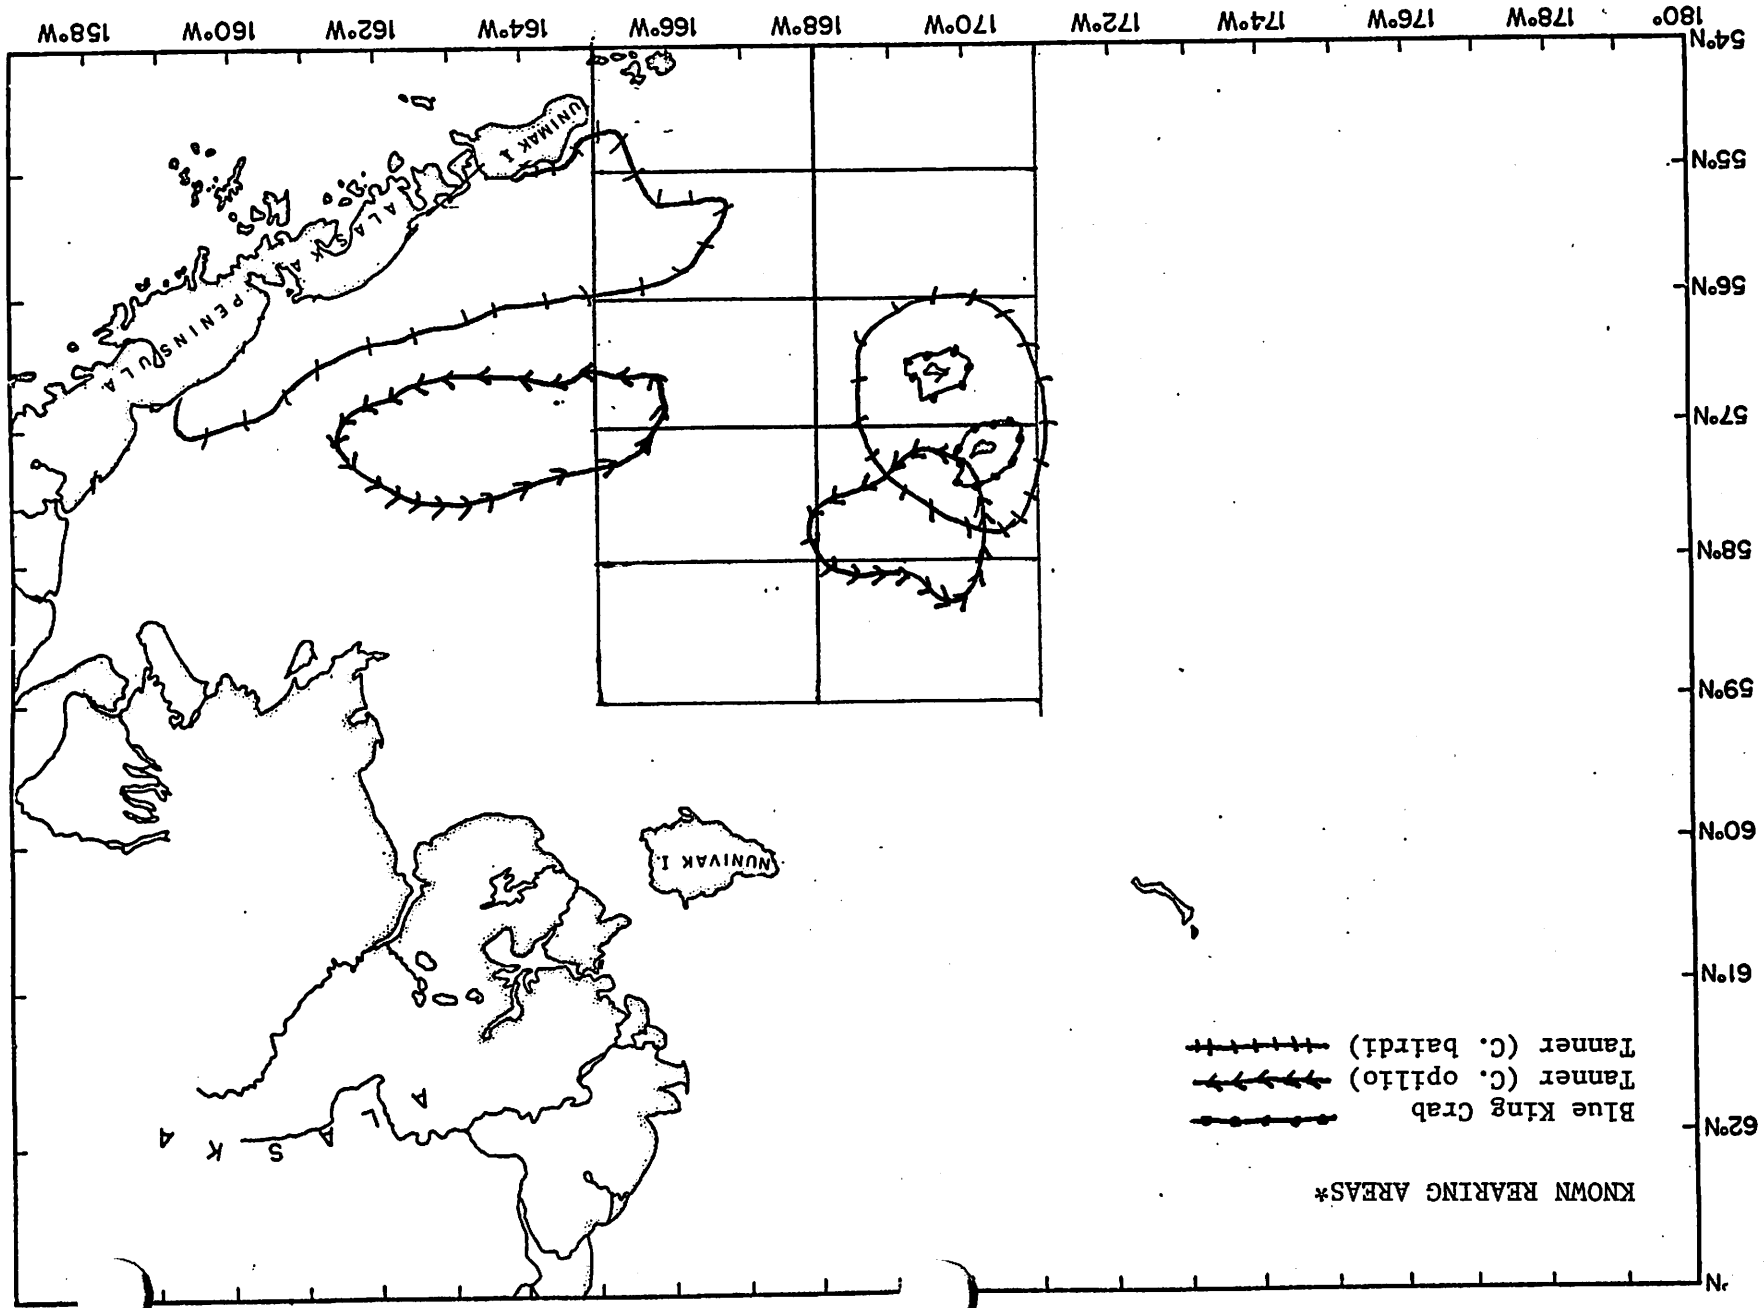 KNOWN REARING AREAS*
Blue King Crab
Tanner (C. opilio)
Tanner (C. bairdi)
62°N
61°N
60°N
59°N
58°N
57°N
56°N
55°N
54°N
A L A S K A
NUNIVAK I.
ALASKA PENINSULA
UNIMAK I.
180° 178°W 176°W 174°W 172°W 170°W 168°W 166°W 164°W 162°W 160°W 158°W